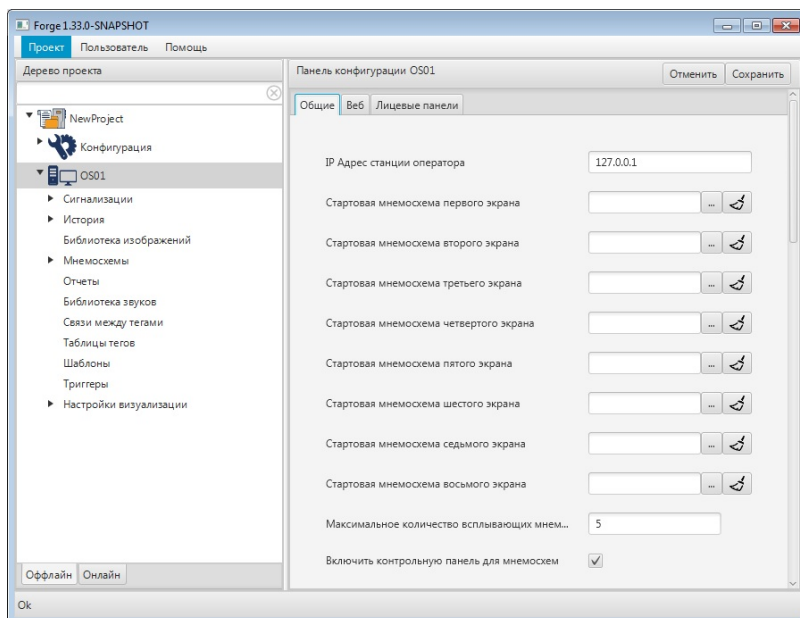 Forge 1.33.0-SNAPSHOT
Проект Пользователь Помощь
Дерево проекта
NewProject
Конфигурация
OS01
Сигнализации
История
Библиотека изображений
Мнемосхемы
Отчеты
Библиотека звуков
Связи между тегами
Таблицы тегов
Шаблоны
Триггеры
Настройки визуализации
Оффлайн Онлайн
Панель конфигурации OS01 Отменить Сохранить
Общие Веб Лицевые панели
IP Адрес станции оператора 127.0.0.1
Стартовая мнемосхема первого экрана ...
Стартовая мнемосхема второго экрана ...
Стартовая мнемосхема третьего экрана ...
Стартовая мнемосхема четвертого экрана ...
Стартовая мнемосхема пятого экрана ...
Стартовая мнемосхема шестого экрана ...
Стартовая мнемосхема седьмого экрана ...
Стартовая мнемосхема восьмого экрана ...
Максимальное количество всплывающих мнем... 5
Включить контрольную панель для мнемосхем
Ok